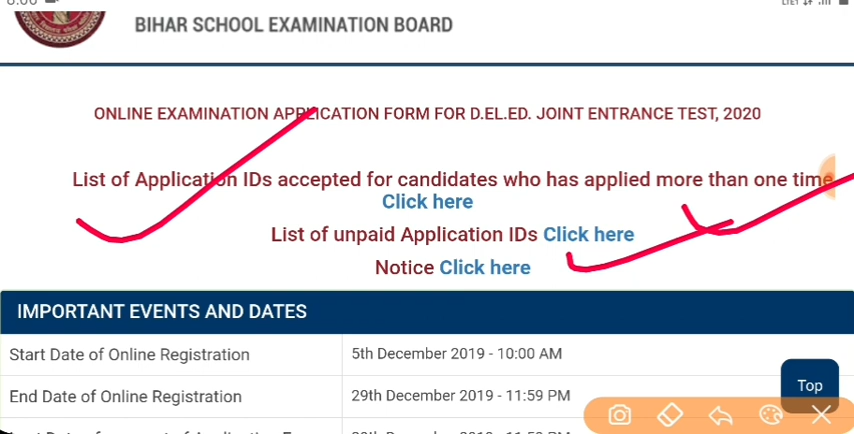 BIHAR SCHOOL EXAMINATION BOARD
ONLINE EXAMINATION APPLICATION FORM FOR D.EL.ED. JOINT ENTRANCE TEST, 2020
List of Application IDs accepted for candidates who has applied more than one time
Click here
List of unpaid Application IDs Click here
Notice Click here
IMPORTANT EVENTS AND DATES
Start Date of Online Registration 5th December 2019 - 10:00 AM
End Date of Online Registration 29th December 2019 - 11:59 PM
Top